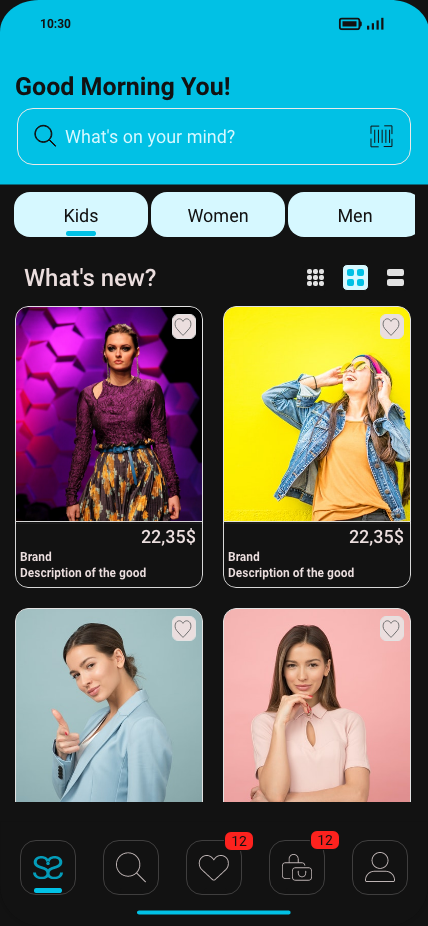 10:30
Good Morning You!
What's on your mind?
Kids
Women
Men
What's new?
22,35$
Brand
Description of the good
22,35$
Brand
Description of the good
12
12